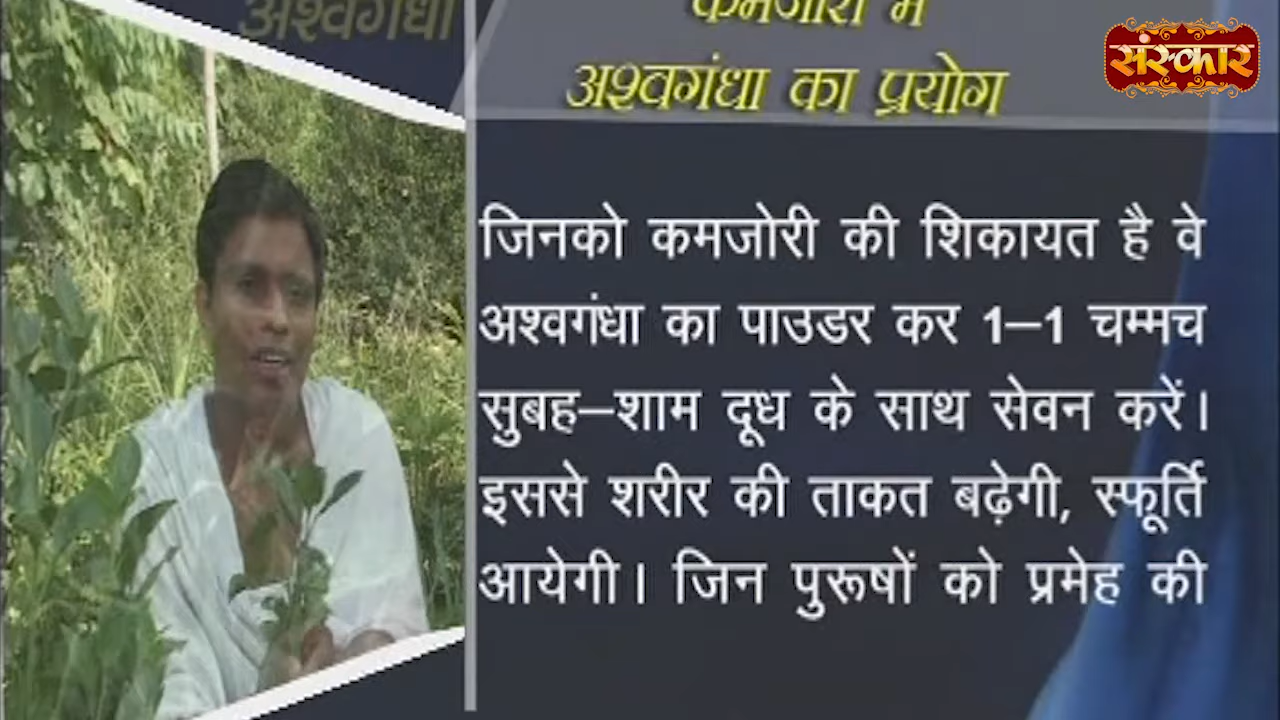 अश्वगंधा
कमजोरी में
अश्वगंधा का प्रयोग
संस्कार
जिनको कमजोरी की शिकायत है वे
अश्वगंधा का पाउडर कर 1–1 चम्मच
सुबह–शाम दूध के साथ सेवन करें।
इससे शरीर की ताकत बढ़ेगी, स्फूर्ति
आयेगी। जिन पुरूषों को प्रमेह की